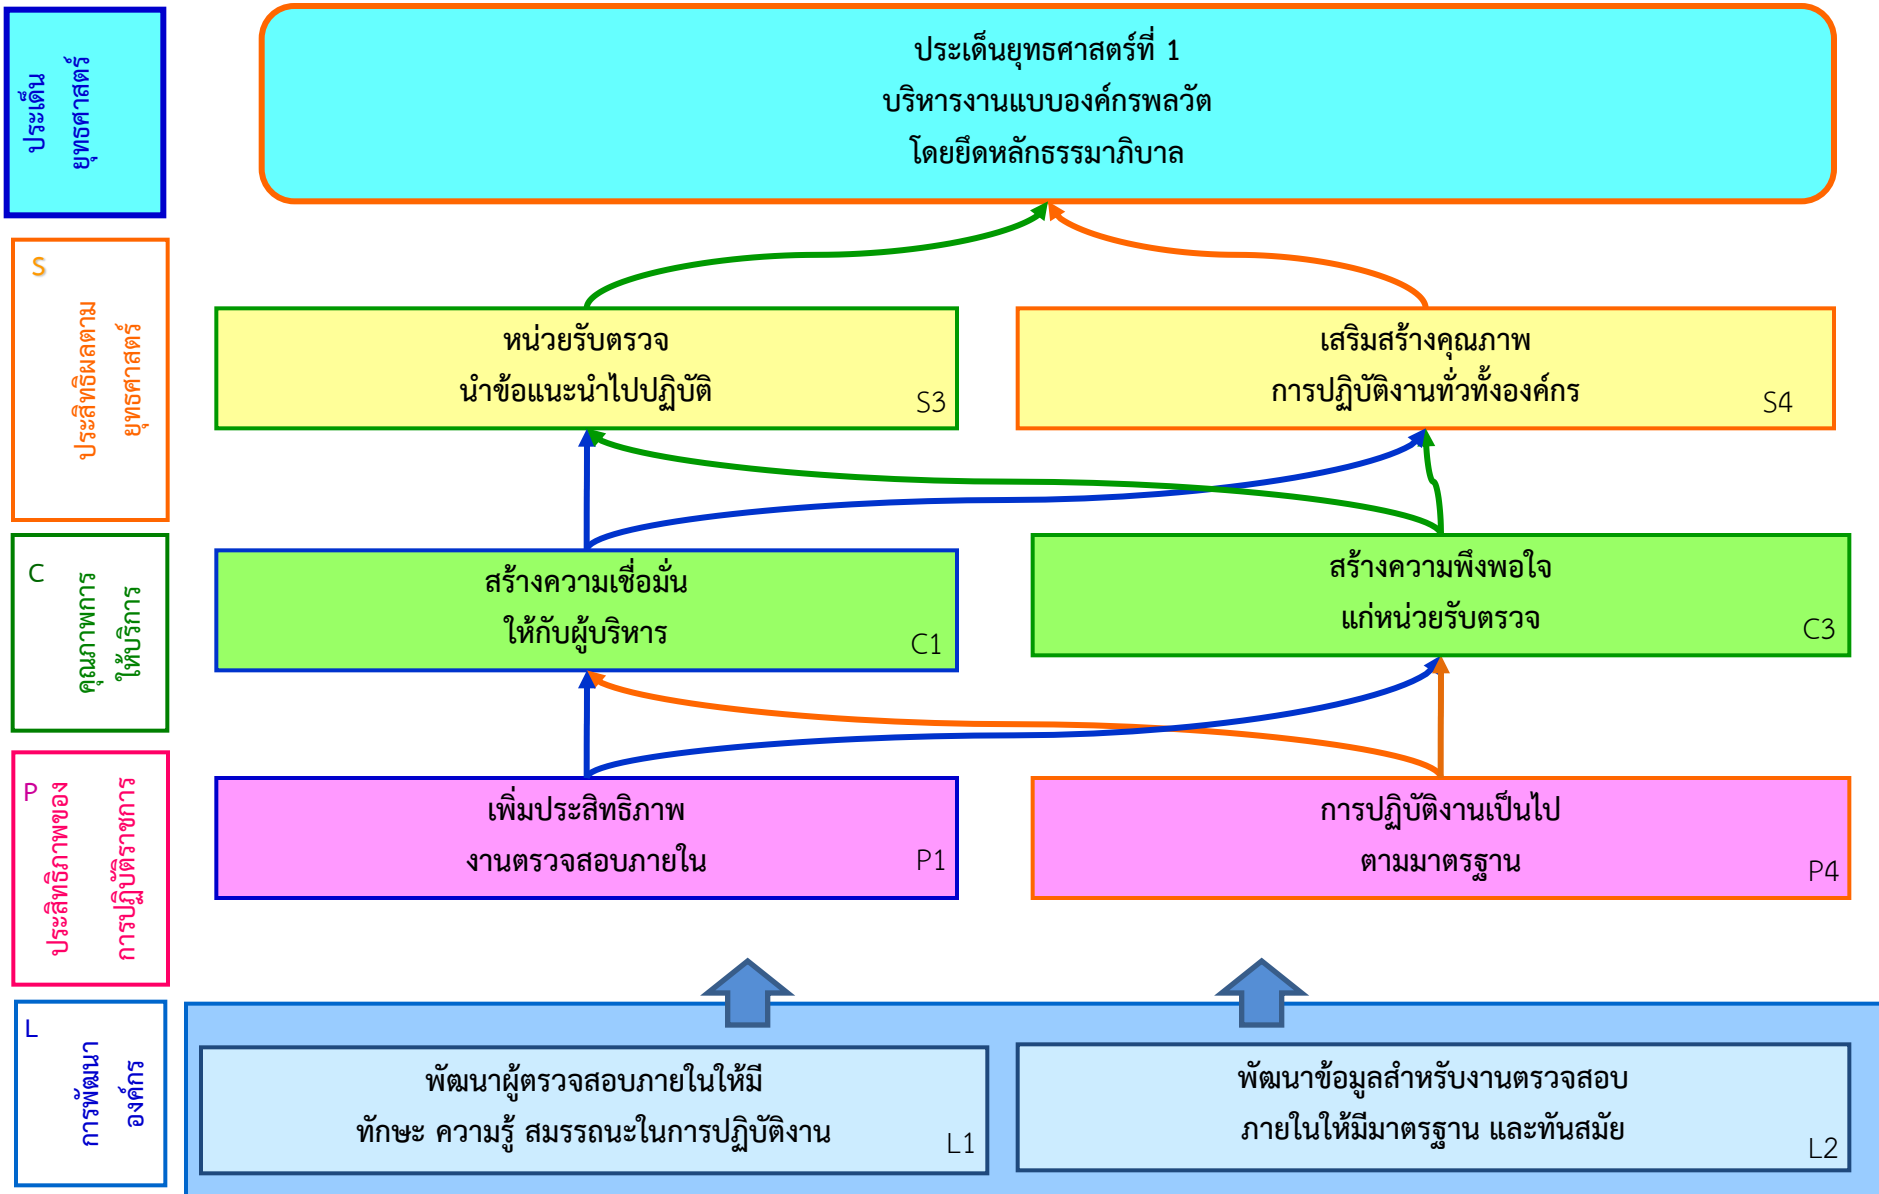 ประเด็น
ยุทธศาสตร์
ประเด็นยุทธศาสตร์ที่ 1
บริหารงานแบบองค์กรพลวัต
โดยยึดหลักธรรมาภิบาล
S
ประสิทธิผลตาม
ยุทธศาสตร์
หน่วยรับตรวจ
นำข้อแนะนำไปปฏิบัติ
S3
เสริมสร้างคุณภาพ
การปฏิบัติงานทั่วทั้งองค์กร
S4
C
คุณภาพการ
ให้บริการ
สร้างความเชื่อมั่น
ให้กับผู้บริหาร
C1
สร้างความพึงพอใจ
แก่หน่วยรับตรวจ
C3
P
ประสิทธิภาพของ
การปฏิบัติราชการ
เพิ่มประสิทธิภาพ
งานตรวจสอบภายใน
P1
การปฏิบัติงานเป็นไป
ตามมาตรฐาน
P4
L
การพัฒนา
องค์กร
พัฒนาผู้ตรวจสอบภายในให้มี
ทักษะ ความรู้ สมรรถนะในการปฏิบัติงาน
L1
พัฒนาข้อมูลสำหรับงานตรวจสอบ
ภายในให้มีมาตรฐาน และทันสมัย
L2